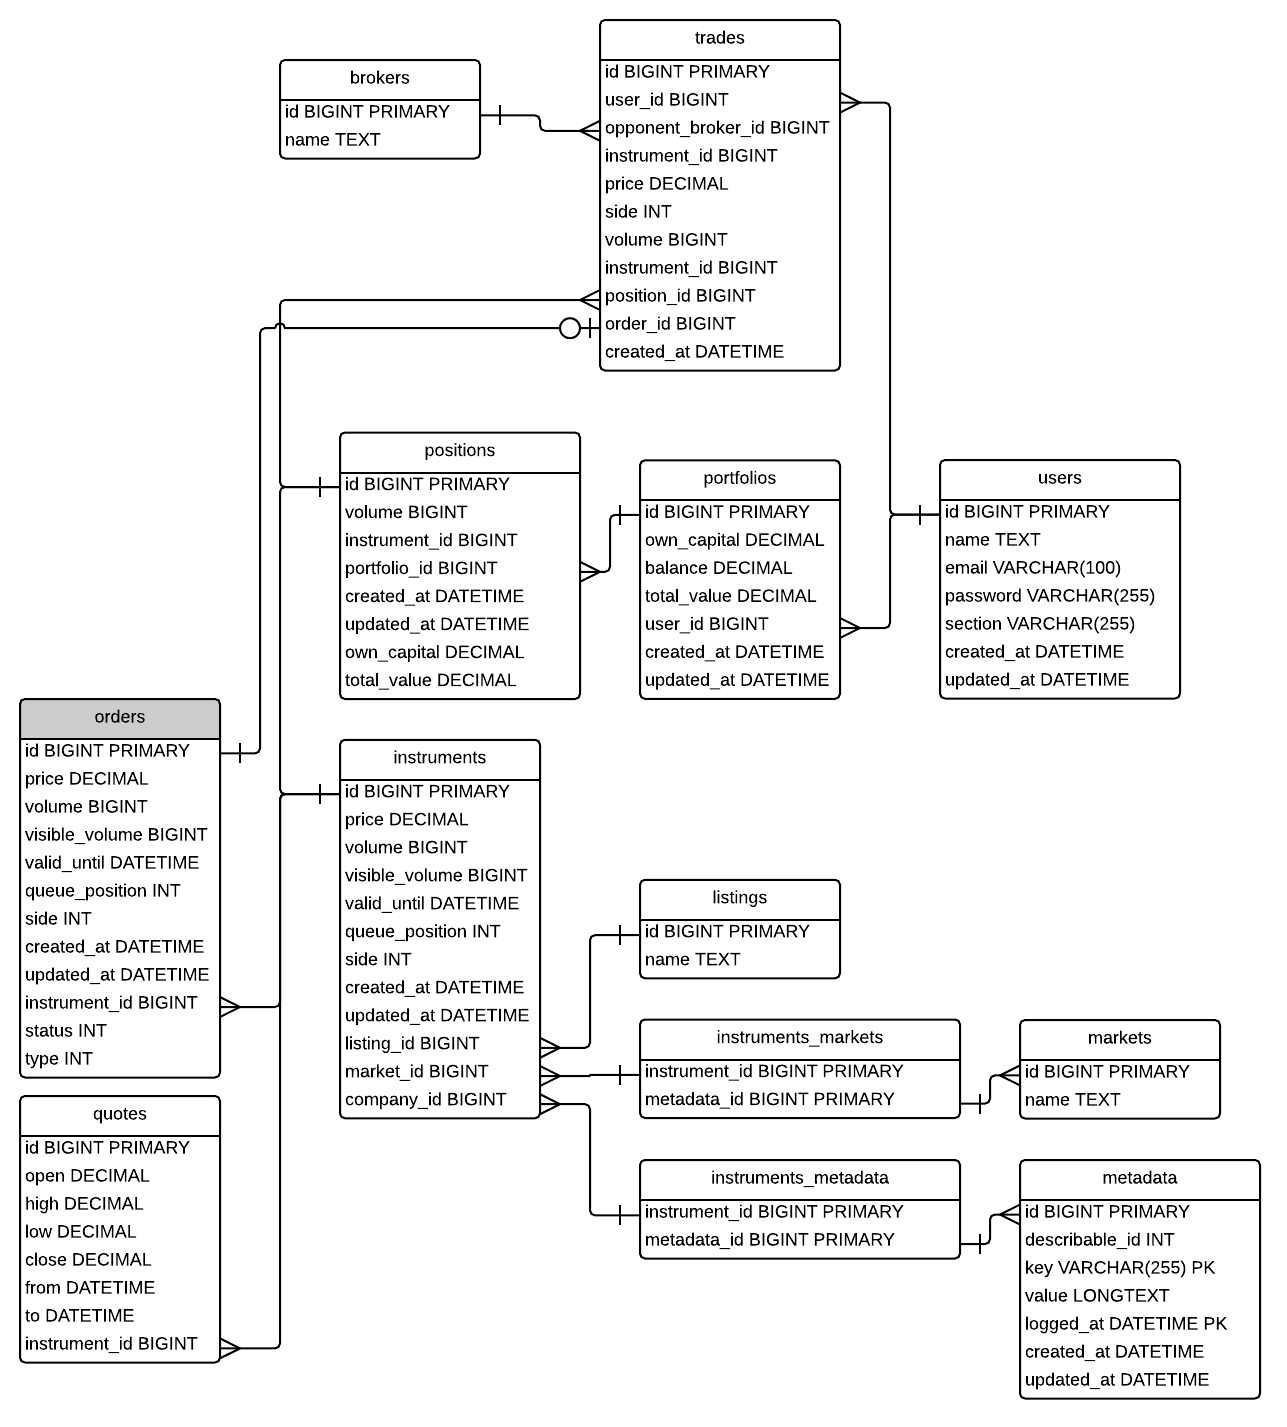 trades
id BIGINT PRIMARY
user_id BIGINT
opponent_broker_id BIGINT
instrument_id BIGINT
price DECIMAL
side INT
volume BIGINT
instrument_id BIGINT
position_id BIGINT
order_id BIGINT
created_at DATETIME
brokers
id BIGINT PRIMARY
name TEXT
positions
id BIGINT PRIMARY
volume BIGINT
instrument_id BIGINT
portfolio_id BIGINT
created_at DATETIME
updated_at DATETIME
own_capital DECIMAL
total_value DECIMAL
portfolios
id BIGINT PRIMARY
own_capital DECIMAL
balance DECIMAL
total_value DECIMAL
user_id BIGINT
created_at DATETIME
updated_at DATETIME
users
id BIGINT PRIMARY
name TEXT
email VARCHAR(100)
password VARCHAR(255)
section VARCHAR(255)
created_at DATETIME
updated_at DATETIME
orders
id BIGINT PRIMARY
price DECIMAL
volume BIGINT
visible_volume BIGINT
valid_until DATETIME
queue_position INT
side INT
created_at DATETIME
updated_at DATETIME
instrument_id BIGINT
status INT
type INT
instruments
id BIGINT PRIMARY
price DECIMAL
volume BIGINT
visible_volume BIGINT
valid_until DATETIME
queue_position INT
side INT
created_at DATETIME
updated_at DATETIME
listing_id BIGINT
market_id BIGINT
company_id BIGINT
listings
id BIGINT PRIMARY
name TEXT
instruments_markets
instrument_id BIGINT PRIMARY
metadata_id BIGINT PRIMARY
markets
id BIGINT PRIMARY
name TEXT
quotes
id BIGINT PRIMARY
open DECIMAL
high DECIMAL
low DECIMAL
close DECIMAL
from DATETIME
to DATETIME
instrument_id BIGINT
instruments_metadata
instrument_id BIGINT PRIMARY
metadata_id BIGINT PRIMARY
metadata
id BIGINT PRIMARY
describable_id INT
key VARCHAR(255) PK
value LONGTEXT
logged_at DATETIME PK
created_at DATETIME
updated_at DATETIME